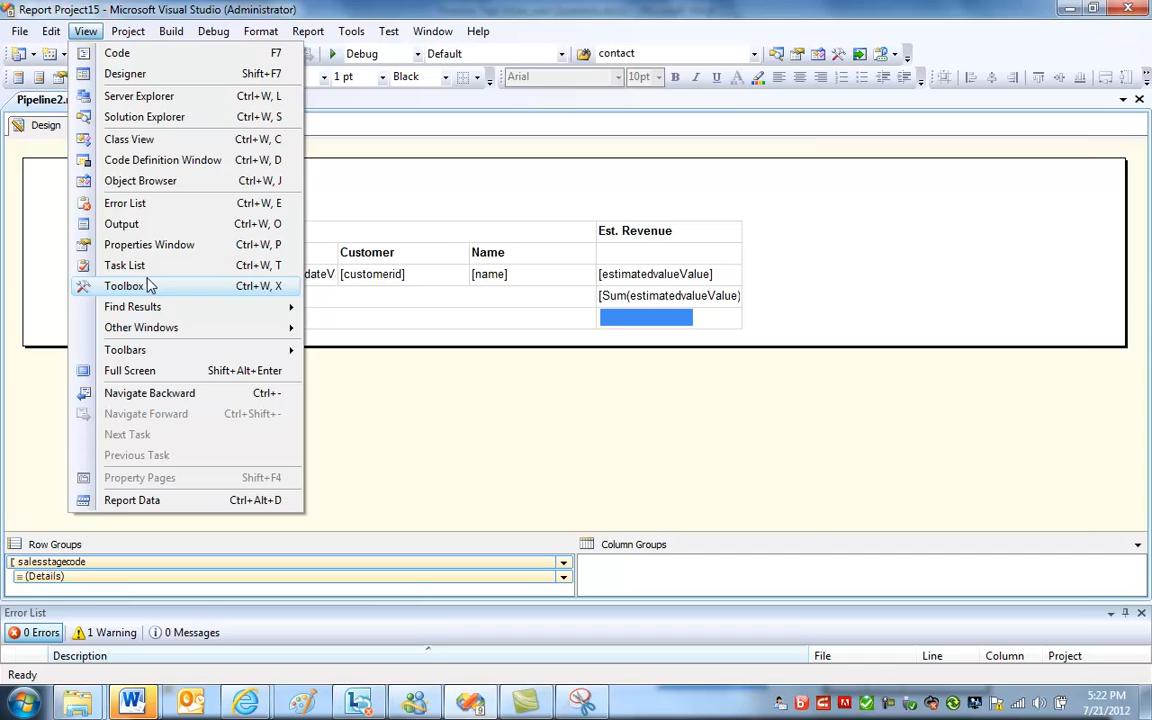 Report Project15 - Microsoft Visual Studio (Administrator)
File Edit View Project Build Debug Format Report Tools Test Window Help
Debug Default contact
1 pt Black Arial 10pt B I U A
Pipeline2.r
Design
Code F7
Designer Shift+F7
Server Explorer Ctrl+W, L
Solution Explorer Ctrl+W, S
Class View Ctrl+W, C
Code Definition Window Ctrl+W, D
Object Browser Ctrl+W, J
Error List Ctrl+W, E
Output Ctrl+W, O
Properties Window Ctrl+W, P
Task List Ctrl+W, T
Toolbox Ctrl+W, X
Find Results
Other Windows
Toolbars
Full Screen Shift+Alt+Enter
Navigate Backward Ctrl+-
Navigate Forward Ctrl+Shift+-
Next Task
Previous Task
Property Pages Shift+F4
Report Data Ctrl+Alt+D
Est. Revenue
Customer Name
dateV [customerid] [name] [estimatedvalueValue]
[Sum(estimatedvalueValue)
Row Groups Column Groups
salesstagecode
(Details)
Error List
0 Errors 1 Warning 0 Messages
Description File Line Column Project
Ready
5:22 PM
7/21/2012